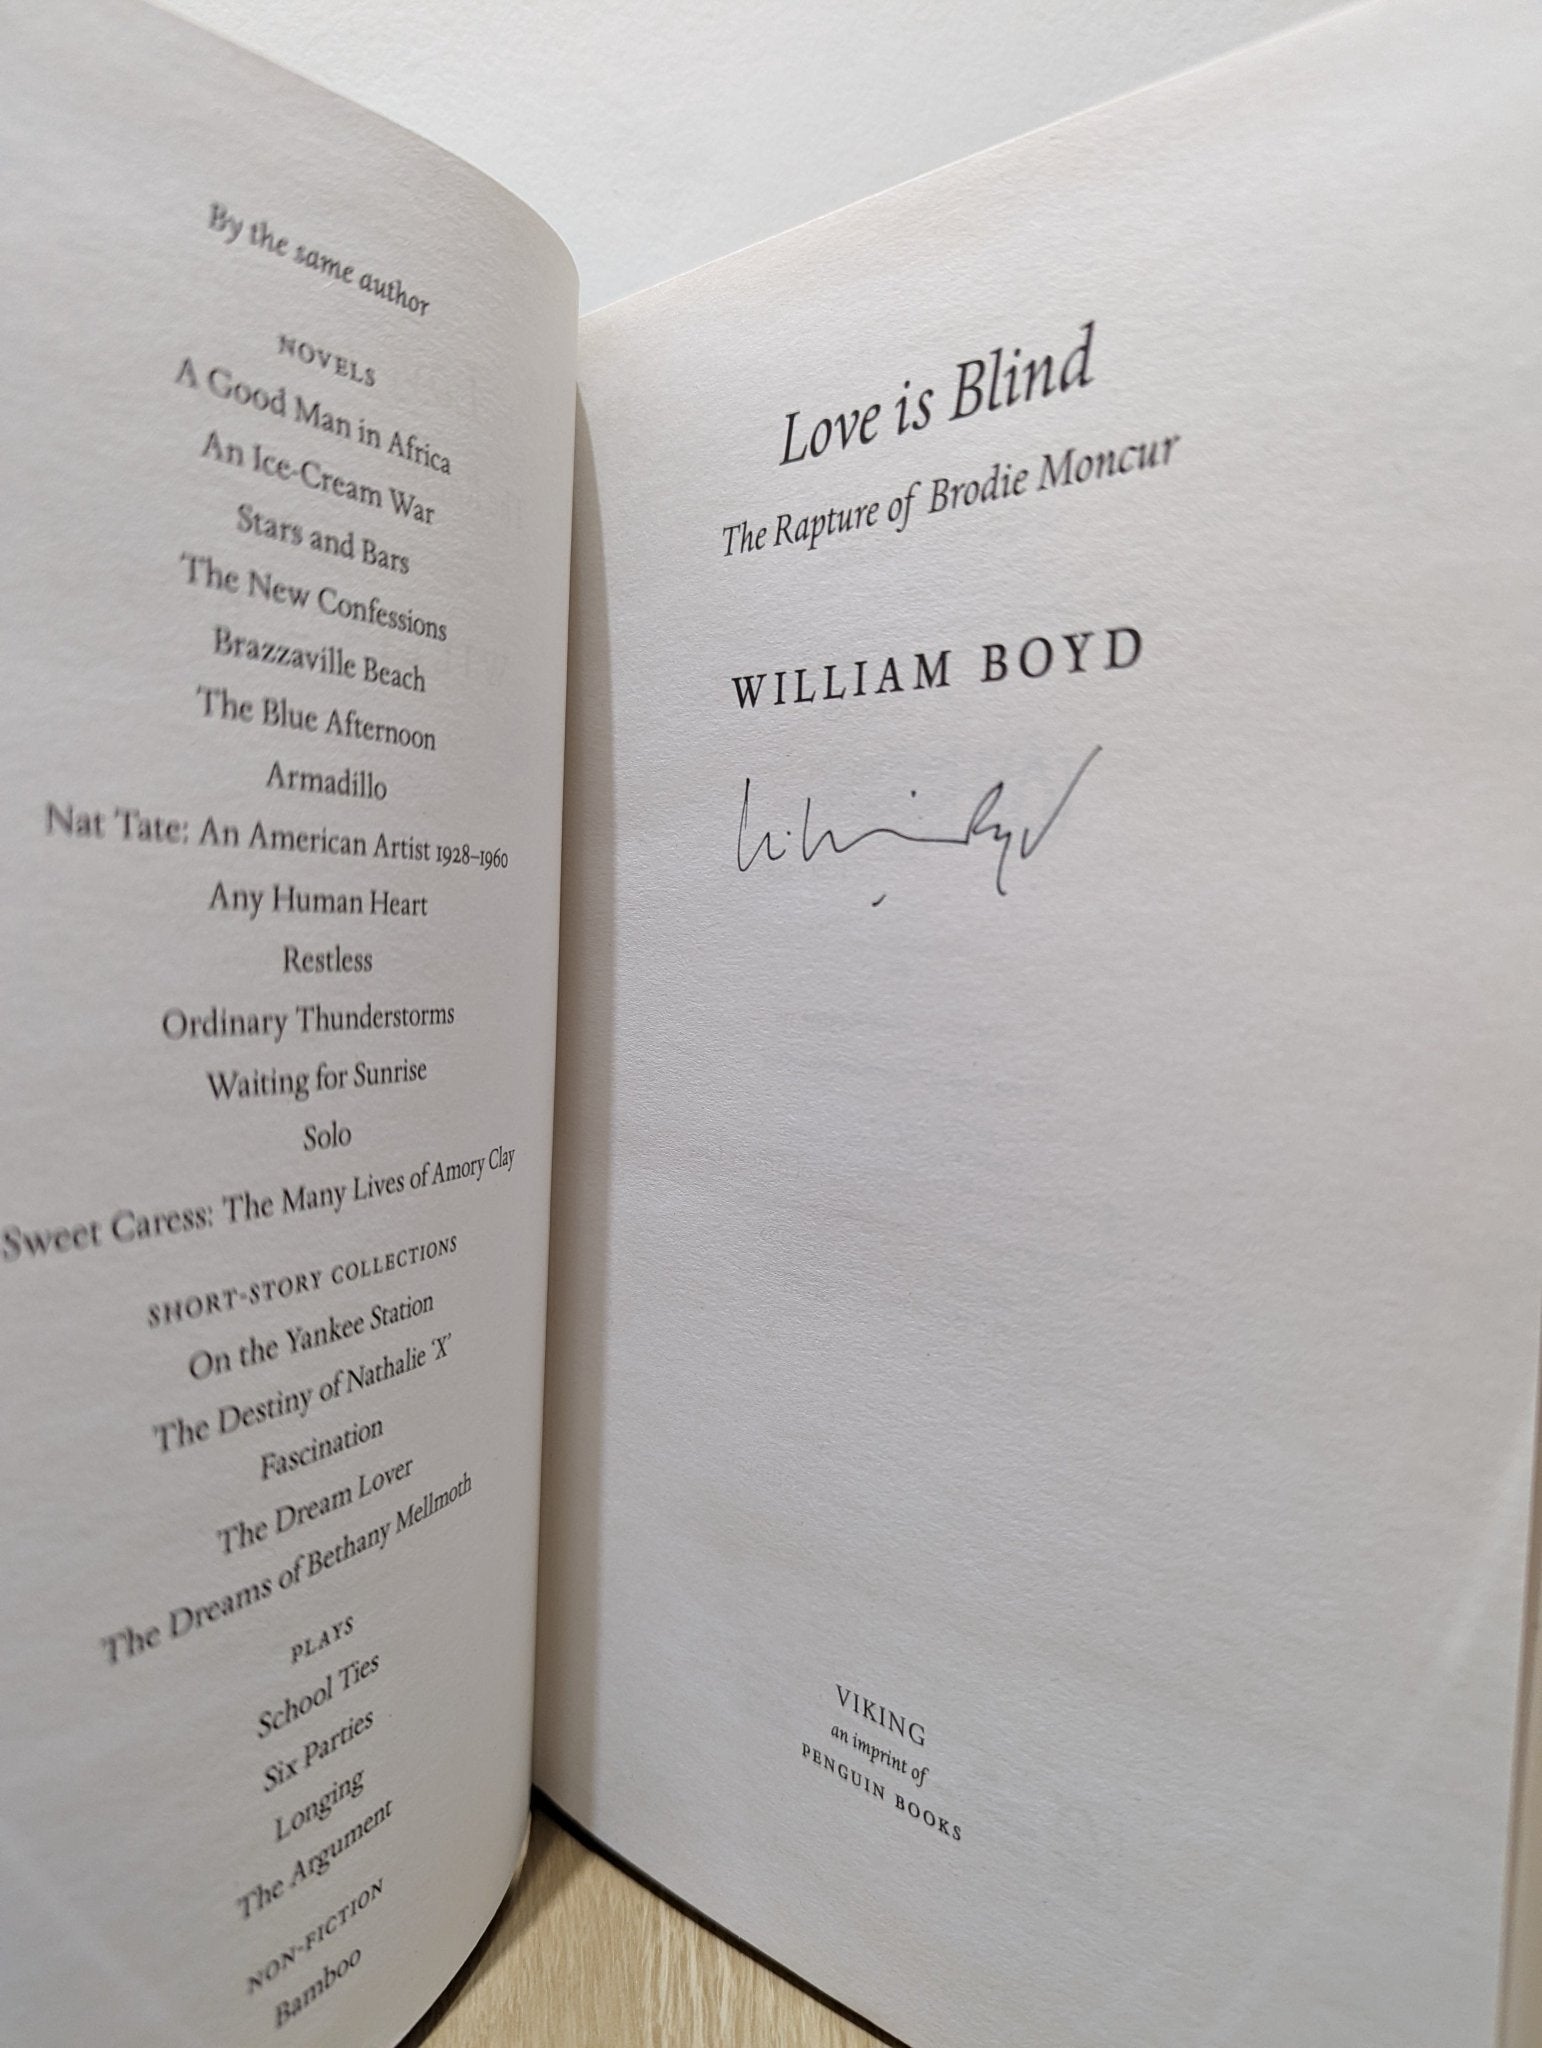 By the same author
NOVELS
A Good Man in Africa
An Ice-Cream War
Stars and Bars
The New Confessions
Brazzaville Beach
The Blue Afternoon
Armadillo
Nat Tate: An American Artist 1928–1960
Any Human Heart
Restless
Ordinary Thunderstorms
Waiting for Sunrise
Solo
Sweet Caress: The Many Lives of Amory Clay
SHORT-STORY COLLECTIONS
On the Yankee Station
The Destiny of Nathalie ‘X’
Fascination
The Dream Lover
The Dreams of Bethany Mellmoth
PLAYS
School Ties
Six Parties
Longing
The Argument
NON-FICTION
Bamboo
Love is Blind
The Rapture of Brodie Moncur
WILLIAM BOYD
William Boyd
VIKING
an imprint of
PENGUIN BOOKS